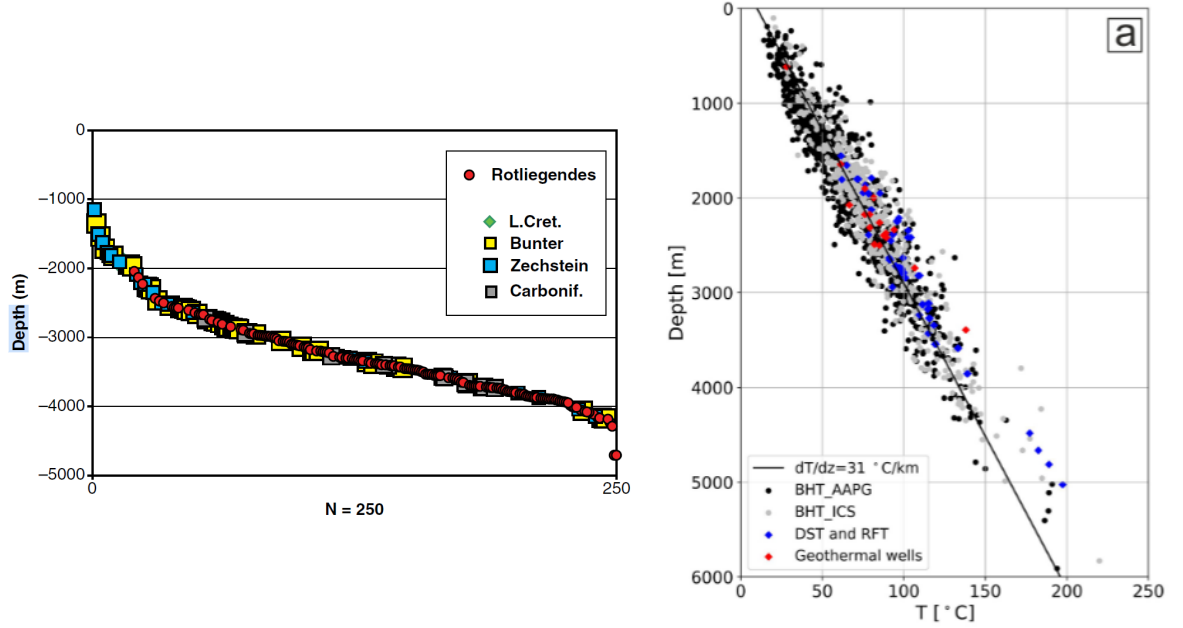 0
−1000
−2000
−3000
−4000
−5000
Depth (m)
0
250
N = 250
Rotliegendes
L.Cret.
Bunter
Zechstein
Carbonif.
a
0
1000
2000
3000
4000
5000
6000
Depth [m]
dT/dz=31 °C/km
BHT_AAPG
BHT_ICS
DST and RFT
Geothermal wells
0
50
100
150
200
250
T [°C]